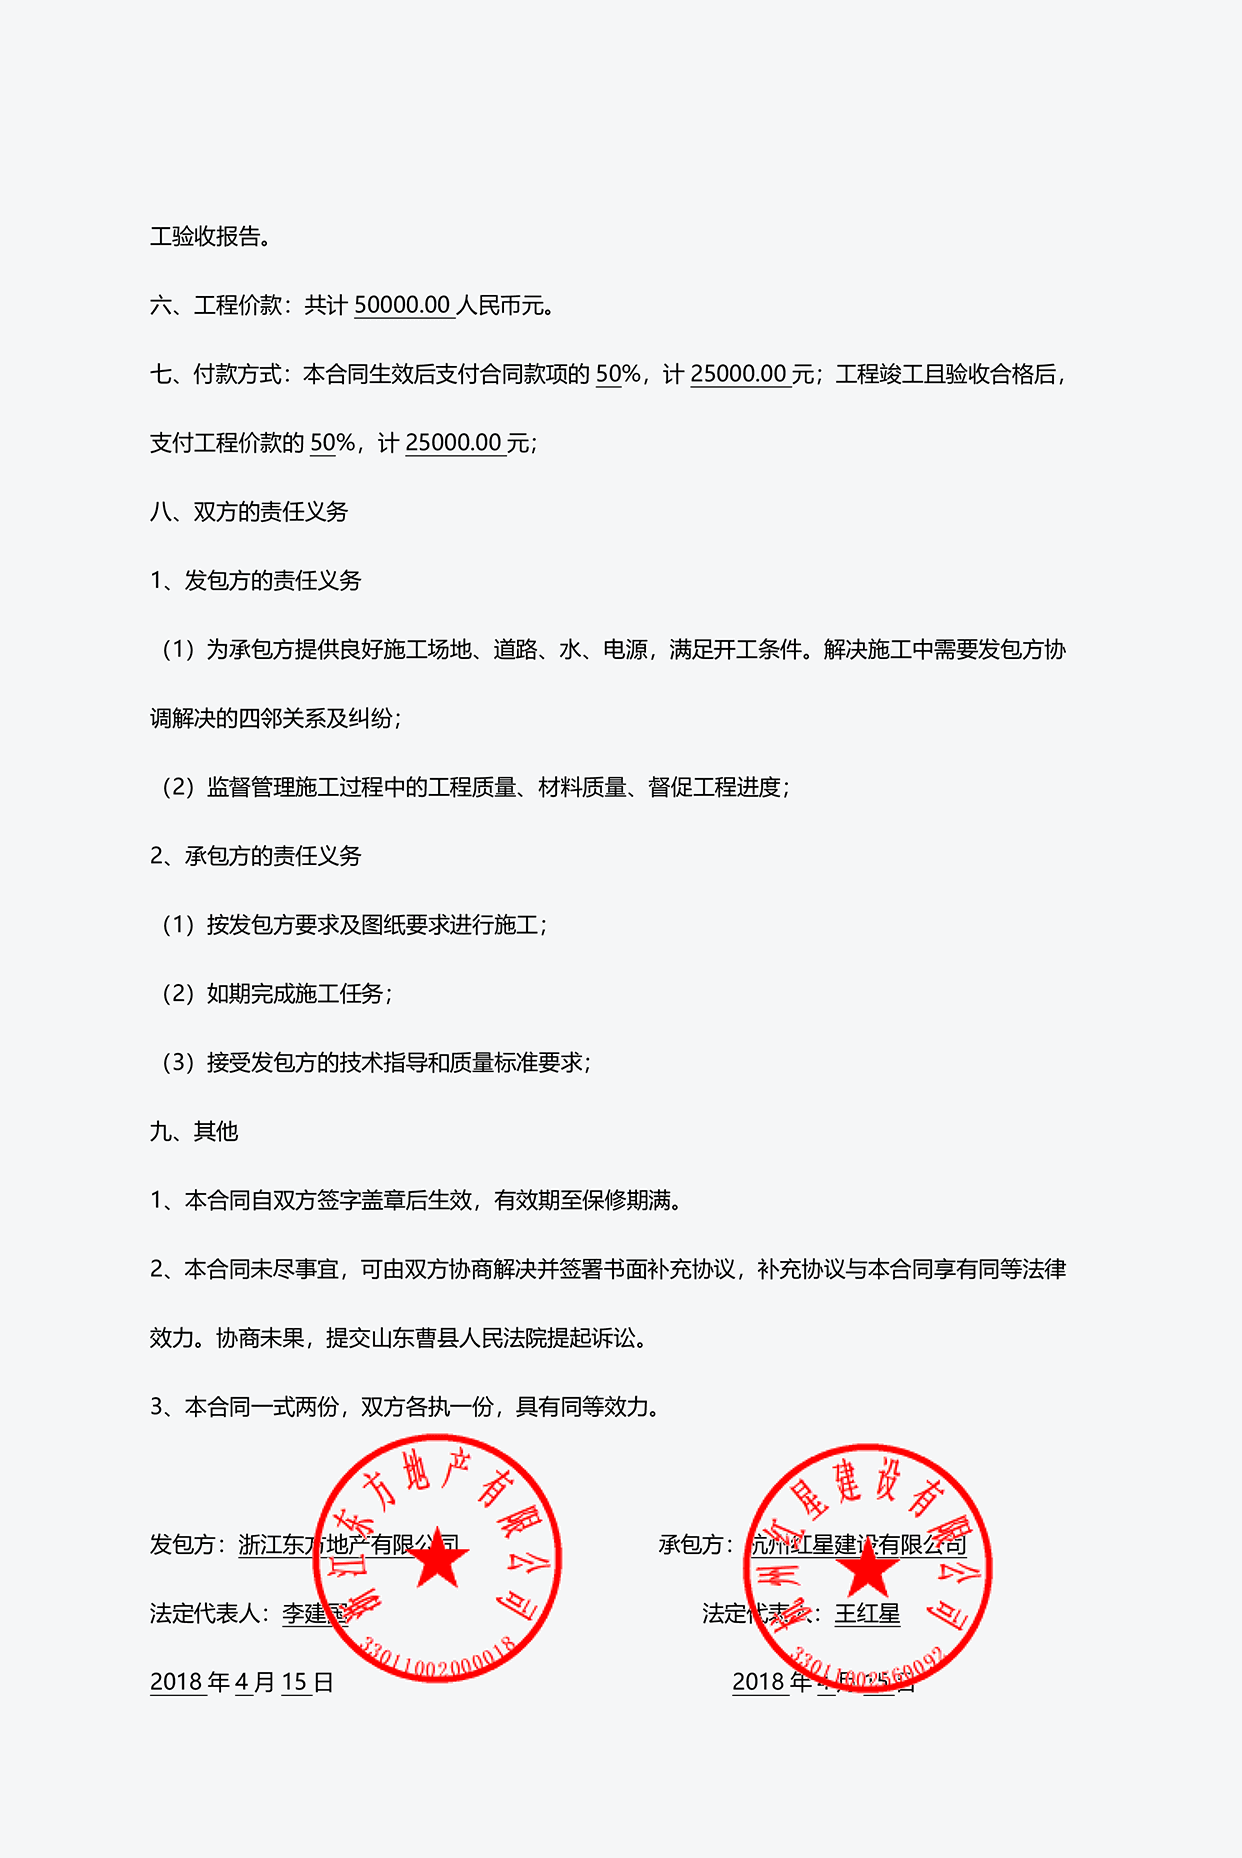 工验收报告。
六、工程价款：共计 50000.00 人民币元。
七、付款方式：本合同生效后支付合同款项的 50%，计 25000.00 元；工程竣工且验收合格后，
支付工程价款的 50%，计 25000.00 元；
八、双方的责任义务
1、发包方的责任义务
（1）为承包方提供良好施工场地、道路、水、电源，满足开工条件。解决施工中需要发包方协
调解决的四邻关系及纠纷；
（2）监督管理施工过程中的工程质量、材料质量、督促工程进度；
2、承包方的责任义务
（1）按发包方要求及图纸要求进行施工；
（2）如期完成施工任务；
（3）接受发包方的技术指导和质量标准要求；
九、其他
1、本合同自双方签字盖章后生效，有效期至保修期满。
2、本合同未尽事宜，可由双方协商解决并签署书面补充协议，补充协议与本合同享有同等法律
效力。协商未果，提交山东曹县人民法院提起诉讼。
3、本合同一式两份，双方各执一份，具有同等效力。
发包方：浙江东方地产有限公司
承包方：杭州红星建设有限公司
法定代表人：李建国
法定代表人：王红星
2018 年 4 月 15 日
2018 年 4 月 15 日
浙江东方地产有限公司
33011002000018
杭州红星建设有限公司
33011002560092